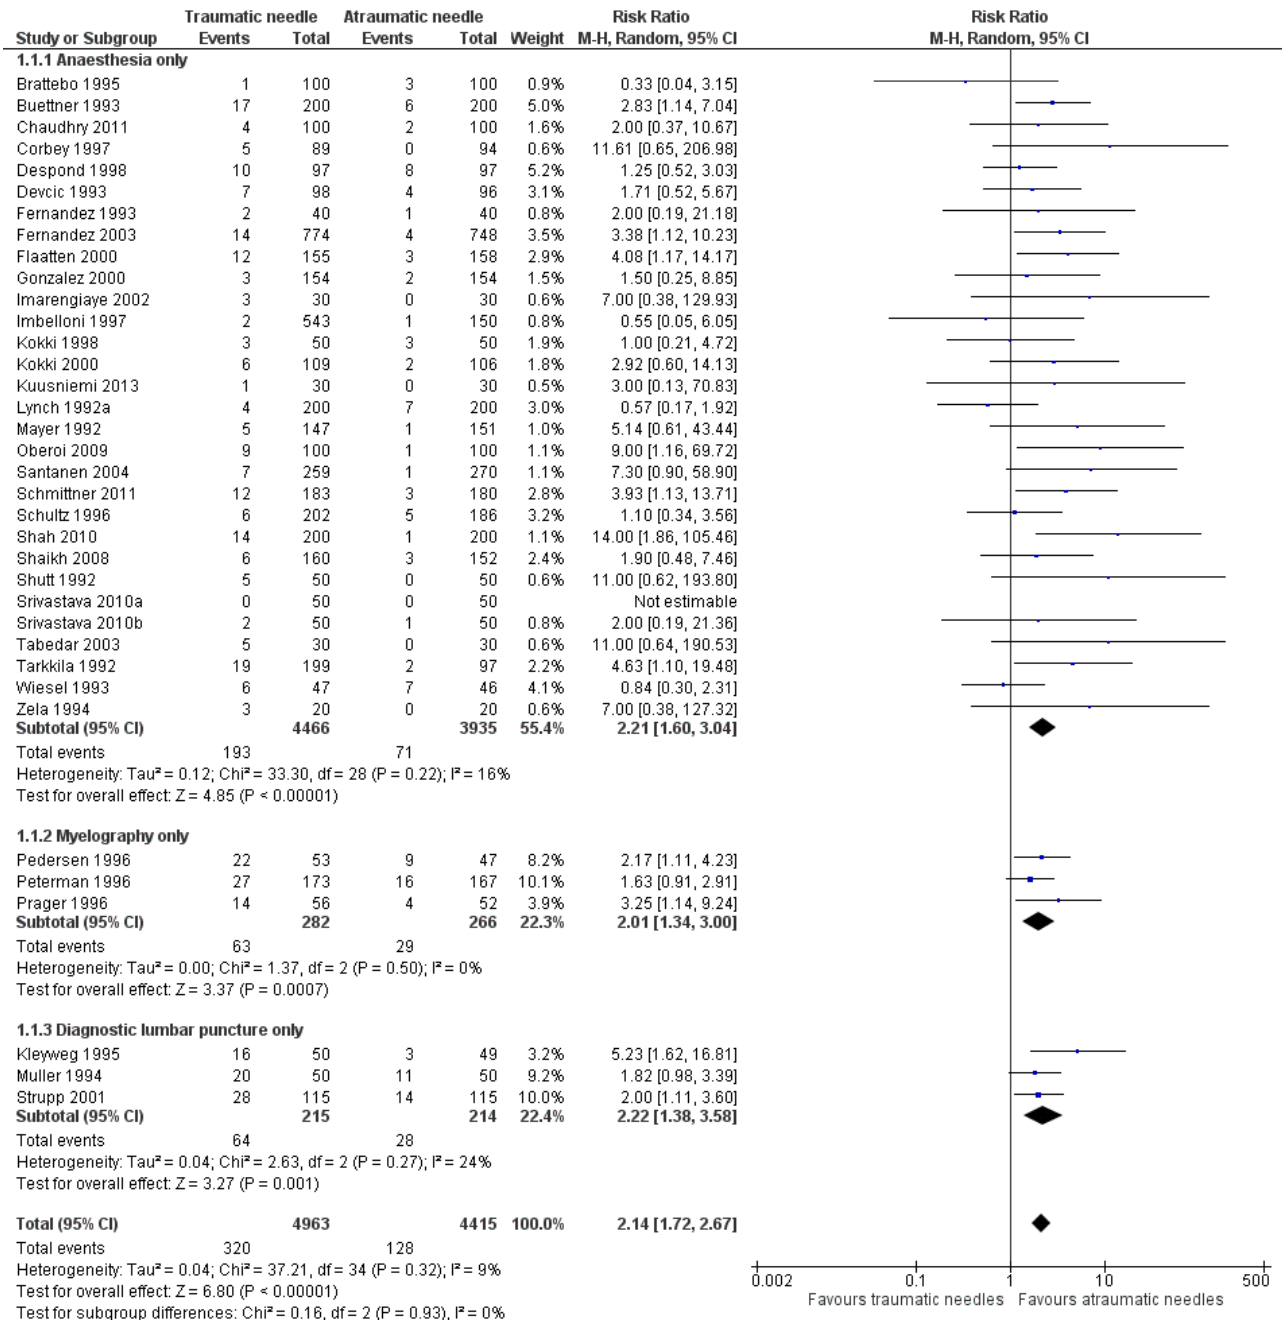 Traumatic needle Atraumatic needle Risk Ratio Risk Ratio
Study or Subgroup Events Total Events Total Weight M-H, Random, 95% CI M-H, Random, 95% CI
1.1.1 Anaesthesia only
Brattebo 1995 1 100 3 100 0.9% 0.33 [0.04, 3.15]
Buettner 1993 17 200 6 200 5.0% 2.83 [1.14, 7.04]
Chaudhry 2011 4 100 2 100 1.6% 2.00 [0.37, 10.67]
Corbey 1997 5 89 0 94 0.6% 11.61 [0.65, 206.98]
Despond 1998 10 97 8 97 5.2% 1.25 [0.52, 3.03]
Devcic 1993 7 98 4 96 3.1% 1.71 [0.52, 5.67]
Fernandez 1993 2 40 1 40 0.8% 2.00 [0.19, 21.18]
Fernandez 2003 14 774 4 748 3.5% 3.38 [1.12, 10.23]
Flaatten 2000 12 155 3 158 2.9% 4.08 [1.17, 14.17]
Gonzalez 2000 3 154 2 154 1.5% 1.50 [0.25, 8.85]
Imarengiaye 2002 3 30 0 30 0.6% 7.00 [0.38, 129.93]
Imbelloni 1997 2 543 1 150 0.8% 0.55 [0.05, 6.05]
Kokki 1998 3 50 3 50 1.9% 1.00 [0.21, 4.72]
Kokki 2000 6 109 2 106 1.8% 2.92 [0.60, 14.13]
Kuusniemi 2013 1 30 0 30 0.5% 3.00 [0.13, 70.83]
Lynch 1992a 4 200 7 200 3.0% 0.57 [0.17, 1.92]
Mayer 1992 5 147 1 151 1.0% 5.14 [0.61, 43.44]
Oberoi 2009 9 100 1 100 1.1% 9.00 [1.16, 69.72]
Santanen 2004 7 259 1 270 1.1% 7.30 [0.90, 58.90]
Schmittner 2011 12 183 3 180 2.8% 3.93 [1.13, 13.71]
Schultz 1996 6 202 5 186 3.2% 1.10 [0.34, 3.56]
Shah 2010 14 200 1 200 1.1% 14.00 [1.86, 105.46]
Shaikh 2008 6 160 3 152 2.4% 1.90 [0.48, 7.46]
Shutt 1992 5 50 0 50 0.6% 11.00 [0.62, 193.80]
Srivastava 2010a 0 50 0 50 Not estimable
Srivastava 2010b 2 50 1 50 0.8% 2.00 [0.19, 21.36]
Tabedar 2003 5 30 0 30 0.6% 11.00 [0.64, 190.53]
Tarkkila 1992 19 199 2 97 2.2% 4.63 [1.10, 19.48]
Wiesel 1993 6 47 7 46 4.1% 0.84 [0.30, 2.31]
Zela 1994 3 20 0 20 0.6% 7.00 [0.38, 127.32]
Subtotal (95% CI) 4466 3935 55.4% 2.21 [1.60, 3.04]
Total events 193 71
Heterogeneity: Tau² = 0.12; Chi² = 33.30, df = 28 (P = 0.22); I² = 16%
Test for overall effect: Z = 4.85 (P < 0.00001)
1.1.2 Myelography only
Pedersen 1996 22 53 9 47 8.2% 2.17 [1.11, 4.23]
Peterman 1996 27 173 16 167 10.1% 1.63 [0.91, 2.91]
Prager 1996 14 56 4 52 3.9% 3.25 [1.14, 9.24]
Subtotal (95% CI) 282 266 22.3% 2.01 [1.34, 3.00]
Total events 63 29
Heterogeneity: Tau² = 0.00; Chi² = 1.37, df = 2 (P = 0.50); I² = 0%
Test for overall effect: Z = 3.37 (P = 0.0007)
1.1.3 Diagnostic lumbar puncture only
Kleyweg 1995 16 50 3 49 3.2% 5.23 [1.62, 16.81]
Muller 1994 20 50 11 50 9.2% 1.82 [0.98, 3.39]
Strupp 2001 28 115 14 115 10.0% 2.00 [1.11, 3.60]
Subtotal (95% CI) 215 214 22.4% 2.22 [1.38, 3.58]
Total events 64 28
Heterogeneity: Tau² = 0.04; Chi² = 2.63, df = 2 (P = 0.27); I² = 24%
Test for overall effect: Z = 3.27 (P = 0.001)
Total (95% CI) 4963 4415 100.0% 2.14 [1.72, 2.67]
Total events 320 128
Heterogeneity: Tau² = 0.04; Chi² = 37.21, df = 34 (P = 0.32); I² = 9%
Test for overall effect: Z = 6.80 (P < 0.00001)
Test for subgroup differences: Chi² = 0.16, df = 2 (P = 0.93), I² = 0%
0.002 0.1 1 10 500
Favours traumatic needles Favours atraumatic needles